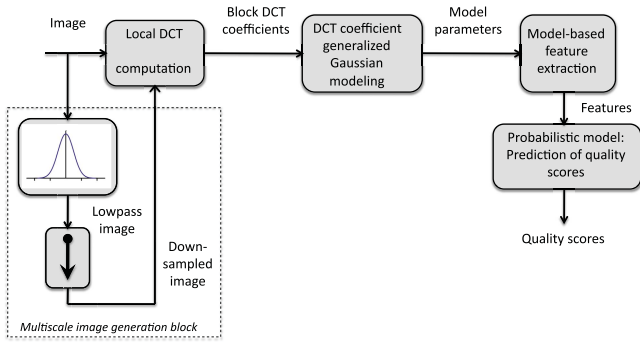 Image
Local DCT
computation
Block DCT
coefficients
DCT coefficient
generalized
Gaussian
modeling
Model
parameters
Model-based
feature
extraction
Features
Probabilistic model:
Prediction of quality
scores
Quality scores
Lowpass
image
Down-
sampled
image
Multiscale image generation block